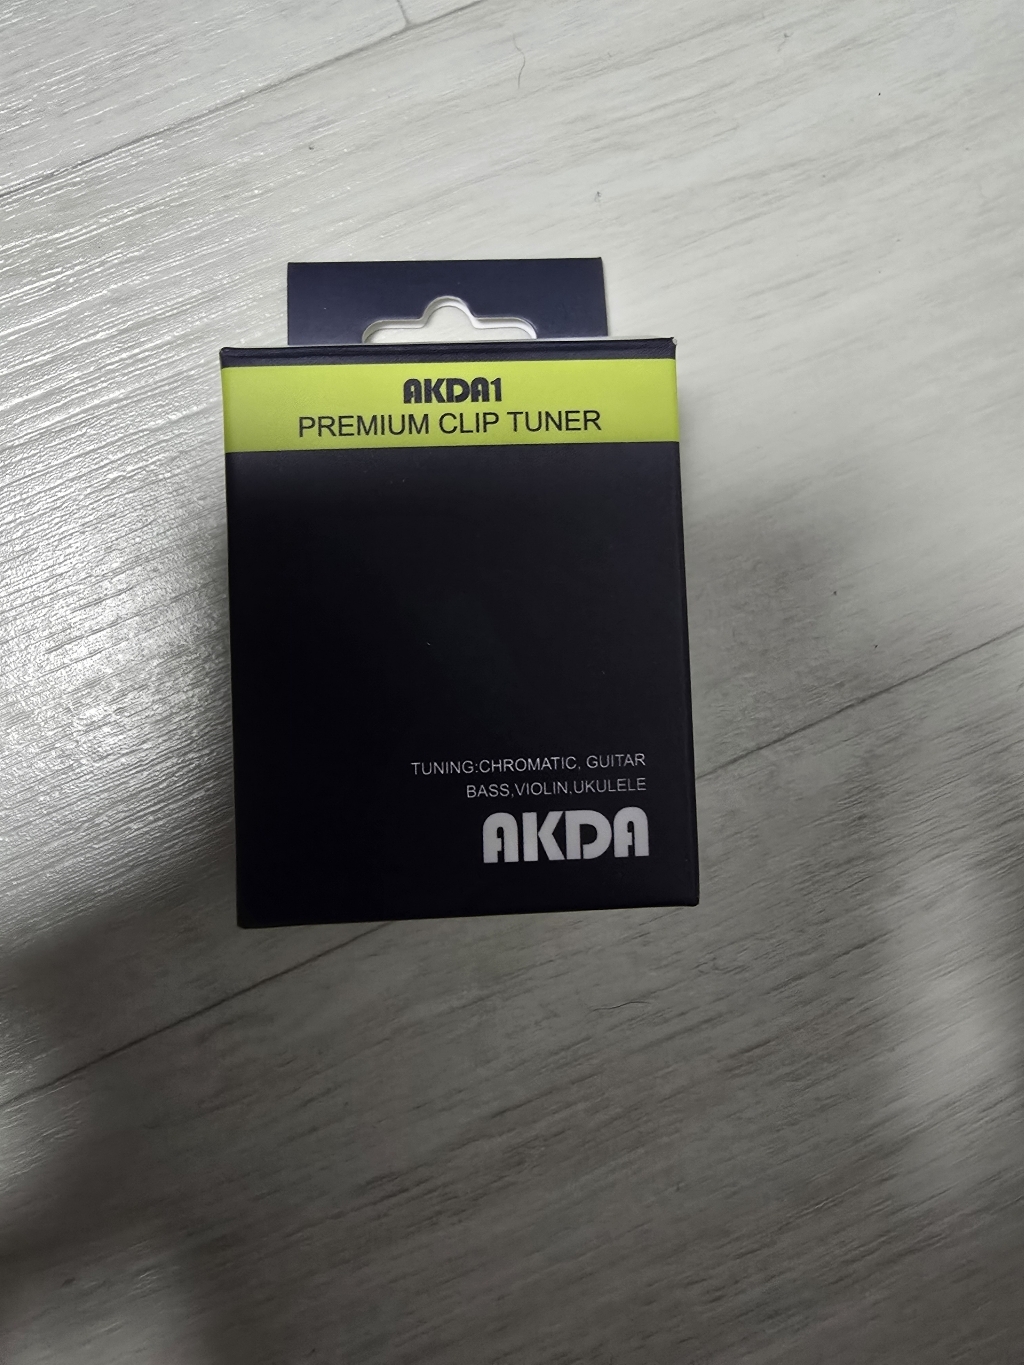 AKDA1
PREMIUM CLIP TUNER
TUNING:CHROMATIC, GUITAR
BASS,VIOLIN,UKULELE
AKDA